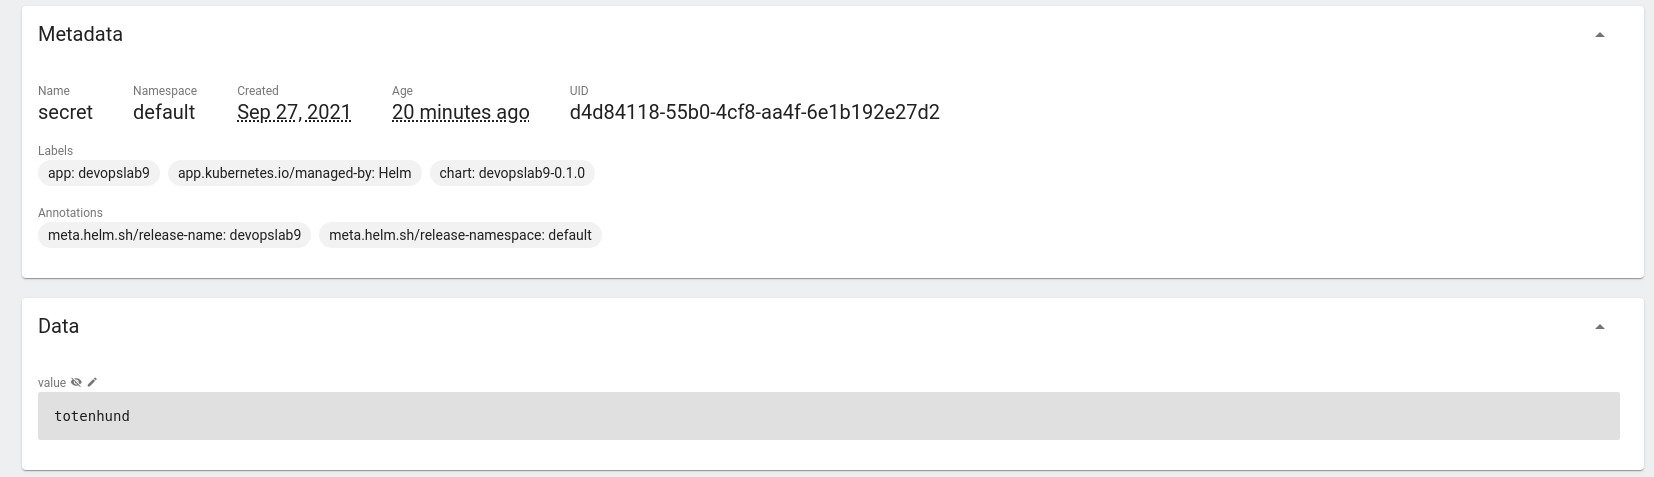 Metadata
Name Namespace Created Age UID
secret default Sep 27, 2021 20 minutes ago d4d84118-55b0-4cf8-aa4f-6e1b192e27d2
Labels
app: devopslab9 app.kubernetes.io/managed-by: Helm chart: devopslab9-0.1.0
Annotations
meta.helm.sh/release-name: devopslab9 meta.helm.sh/release-namespace: default
Data
value
totenhund